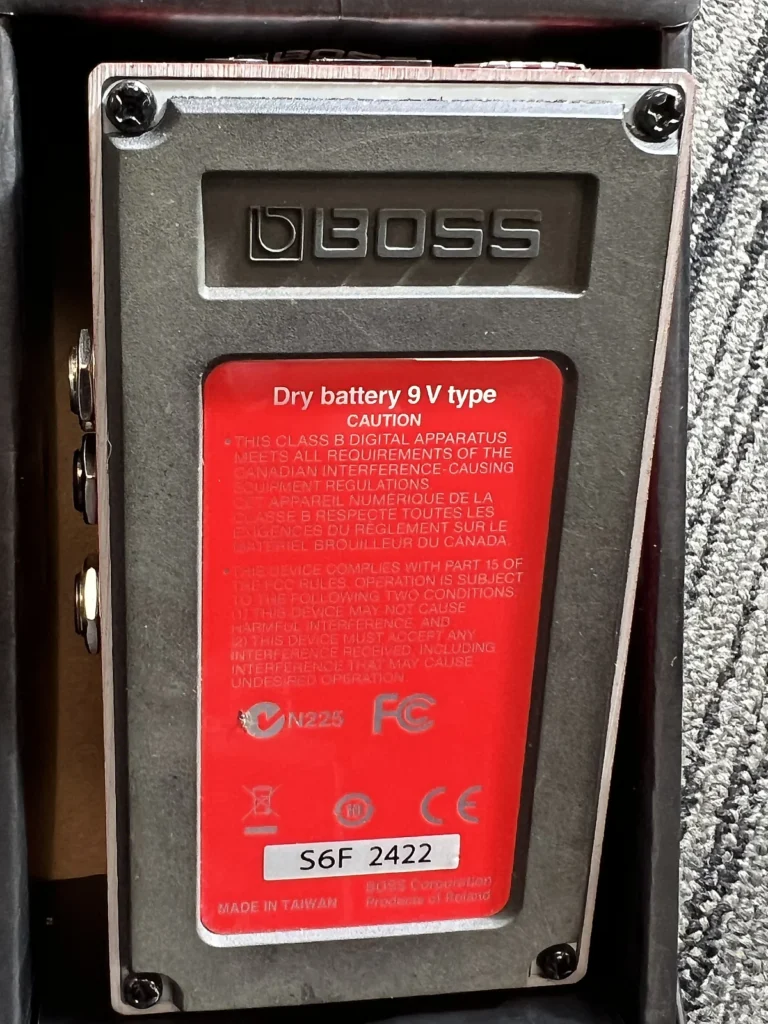 BOSS
BOSS
Dry battery 9 V type
CAUTION
• THIS CLASS B DIGITAL APPARATUS
MEETS ALL REQUIREMENTS OF THE
CANADIAN INTERFERENCE-CAUSING
EQUIPMENT REGULATIONS.
CET APPAREIL NUMÉRIQUE DE LA
CLASSE B RESPECTE TOUTES LES
EXIGENCES DU RÈGLEMENT SUR LE
MATÉRIEL BROUILLEUR DU CANADA.
• THIS DEVICE COMPLIES WITH PART 15 OF
THE FCC RULES. OPERATION IS SUBJECT
TO THE FOLLOWING TWO CONDITIONS:
(1) THIS DEVICE MAY NOT CAUSE
HARMFUL INTERFERENCE, AND
(2) THIS DEVICE MUST ACCEPT ANY
INTERFERENCE RECEIVED, INCLUDING
INTERFERENCE THAT MAY CAUSE
UNDESIRED OPERATION.
N225 FC
10 CE
S6F 2422
MADE IN TAIWAN
BOSS Corporation
Products of Roland